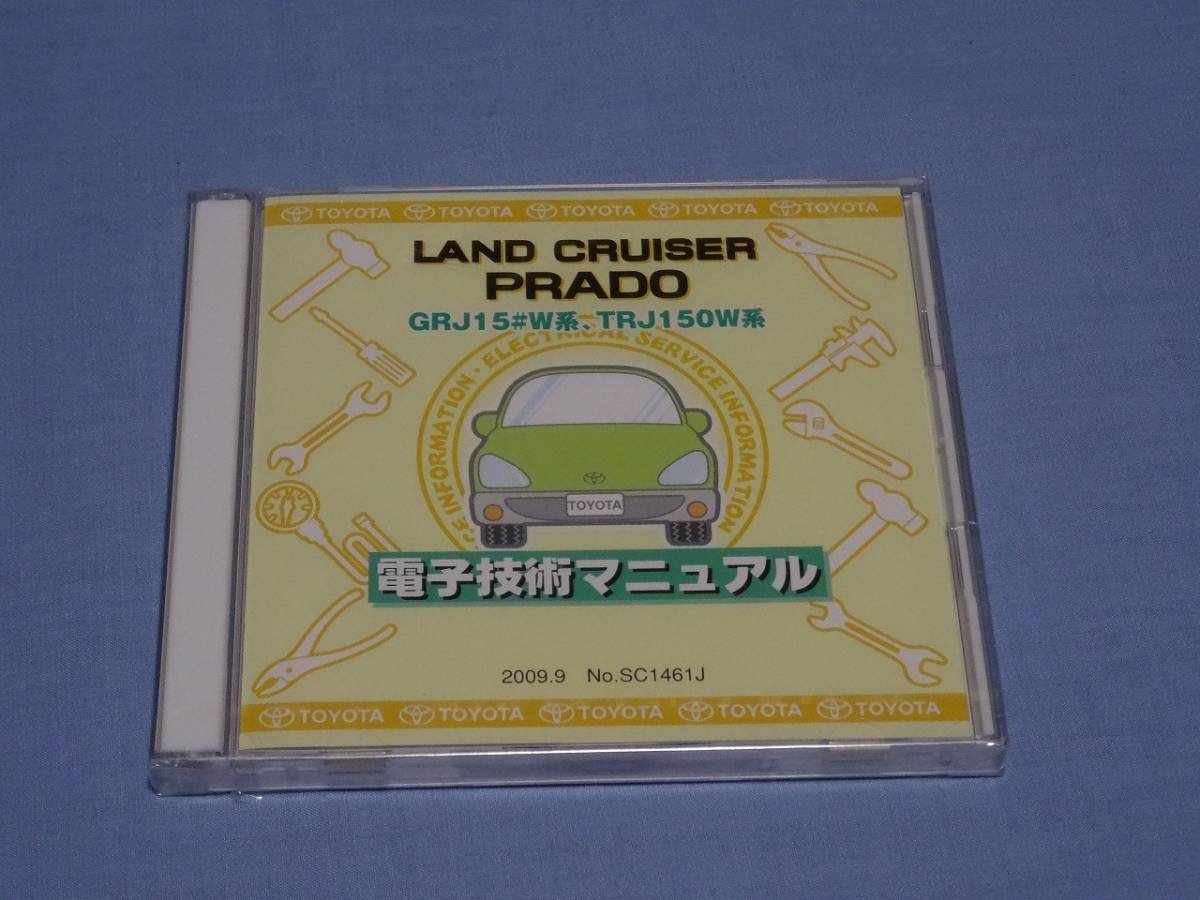 TOYOTA TOYOTA TOYOTA TOYOTA TOYOTA
LAND CRUISER
PRADO
GRJ15#W系、TRJ150W系
INFORMATION・ELECTRICAL SERVICE INFORMATION
TOYOTA
電子技術マニュアル
2009.9 No.SC1461J
TOYOTA TOYOTA TOYOTA TOYOTA TOYOTA